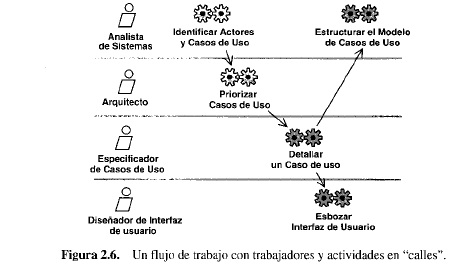 Analista
de Sistemas
Identificar Actores
y Casos de Uso
Estructurar el Modelo
de Casos de Uso
Arquitecto
Priorizar
Casos de Uso
Especificador
de Casos de Uso
Detallar
un Caso de uso
Diseñador de Interfaz
de usuario
Esbozar
Interfaz de Usuario
Figura 2.6. Un flujo de trabajo con trabajadores y actividades en “calles”.